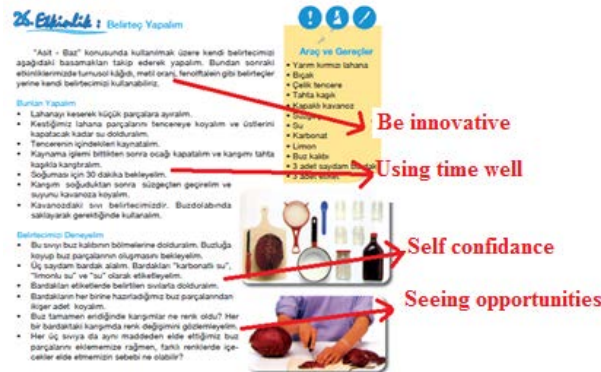 26. Etkinlik : Belirteç Yapalım
"Asit - Baz" konusunda kullanılmak üzere kendi belirtecimizi
aşağıdaki basamakları takip ederek yapalım. Bundan sonraki
etkinliklerimizde turnusol kâğıdı, metil oranj, fenolftalein gibi belirteçler
yerine kendi belirtecimizi kullanabiliriz.
Bunları Yapalım
• Lahanayı keserek küçük parçalara ayıralım.
• Kestiğimiz lahana parçalarını tencereye koyalım ve üstlerini
kapatacak kadar su dolduralım.
• Tencerenin içindekileri kaynatalım.
• Kaynama işlemi bittikten sonra ocağı kapatalım ve karışımı tahta
kaşıkla karıştıralım.
• Soğuması için 30 dakika bekleyelim.
• Karışım soğuduktan sonra süzgeçten geçirelim ve
suyunu kavanoza koyalım.
• Kavanozdaki sıvı belirtecimizdir. Buzdolabında
saklayarak gerektiğinde kullanalım.
Belirtecimizi Deneyelim
• Bu sıvıyı buz kalıbının bölmelerine dolduralım. Buzluğa
koyup buz parçalarının oluşmasını bekleyelim.
• Üç saydam bardak alalım. Bardakları "karbonatlı su",
"limonlu su" ve "su" olarak etiketleyelim.
• Bardakları etiketlerde belirtilen sıvılarla dolduralım.
• Bardakların her birine hazırladığımız buz parçalarından
ikişer adet koyalım.
• Buz tamamen eridiğinde karışımlar ne renk oldu? Her
bir bardaktaki karışımda renk değişimini gözlemleyelim.
• Her üç sıvıya da aynı maddeden elde ettiğimiz buz
parçalarını eklememize rağmen, farklı renklerde içe-
cekler elde etmemizin sebebi ne olabilir?
Araç ve Gereçler
• Yarım kırmızı lahana
• Bıçak
• Çelik tencere
• Tahta kaşık
• Kapaklı kavanoz
• Su
• Karbonat
• Limon
• Buz kalıbı
• 3 adet saydam bardak
• 3 adet etiket
Be innovative
Using time well
Self confidance
Seeing opportunities